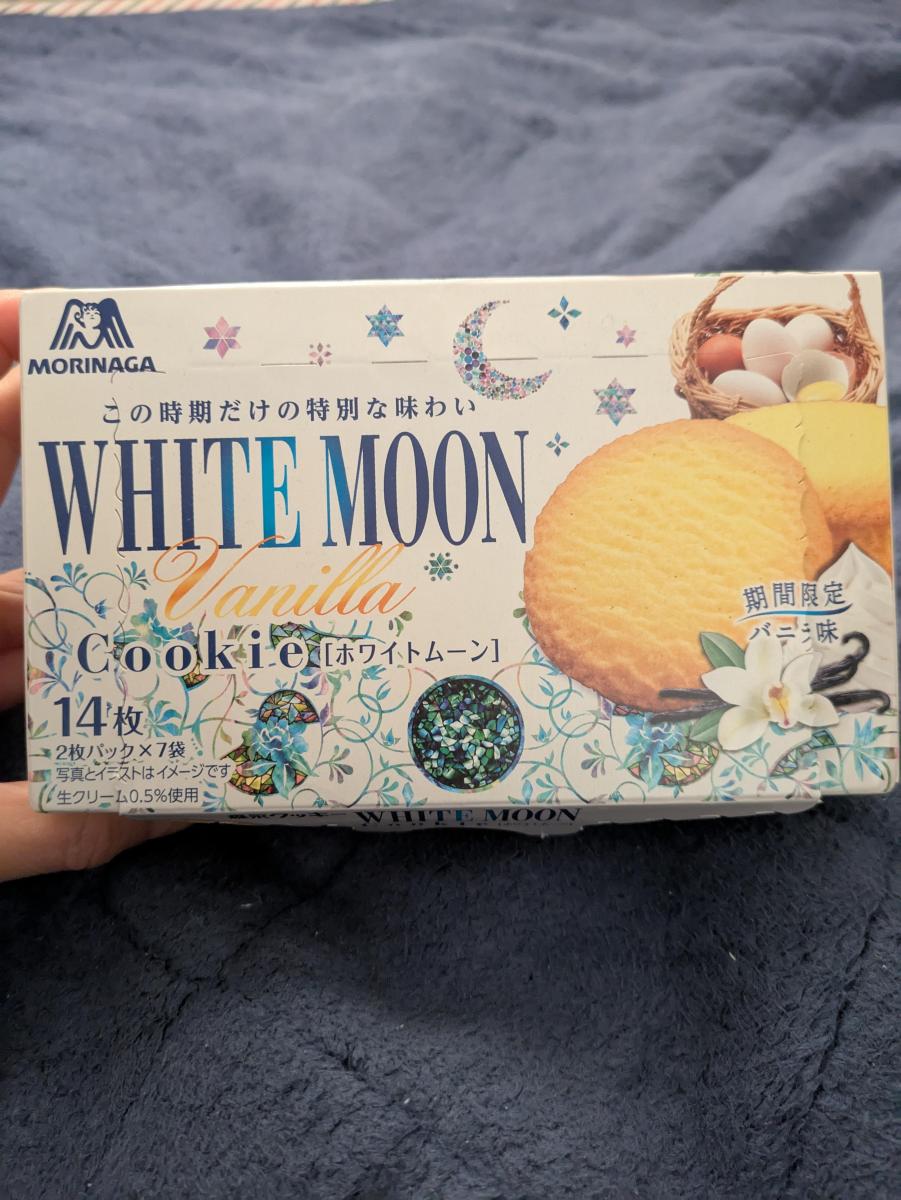 MORINAGA
この時期だけの特別な味わい
WHITE MOON
Vanilla
Cookie [ホワイトムーン]
期間限定
バニラ味
14枚
2枚パック×7袋
写真とイラストはイメージです
生クリーム0.5%使用
WHITE MOON